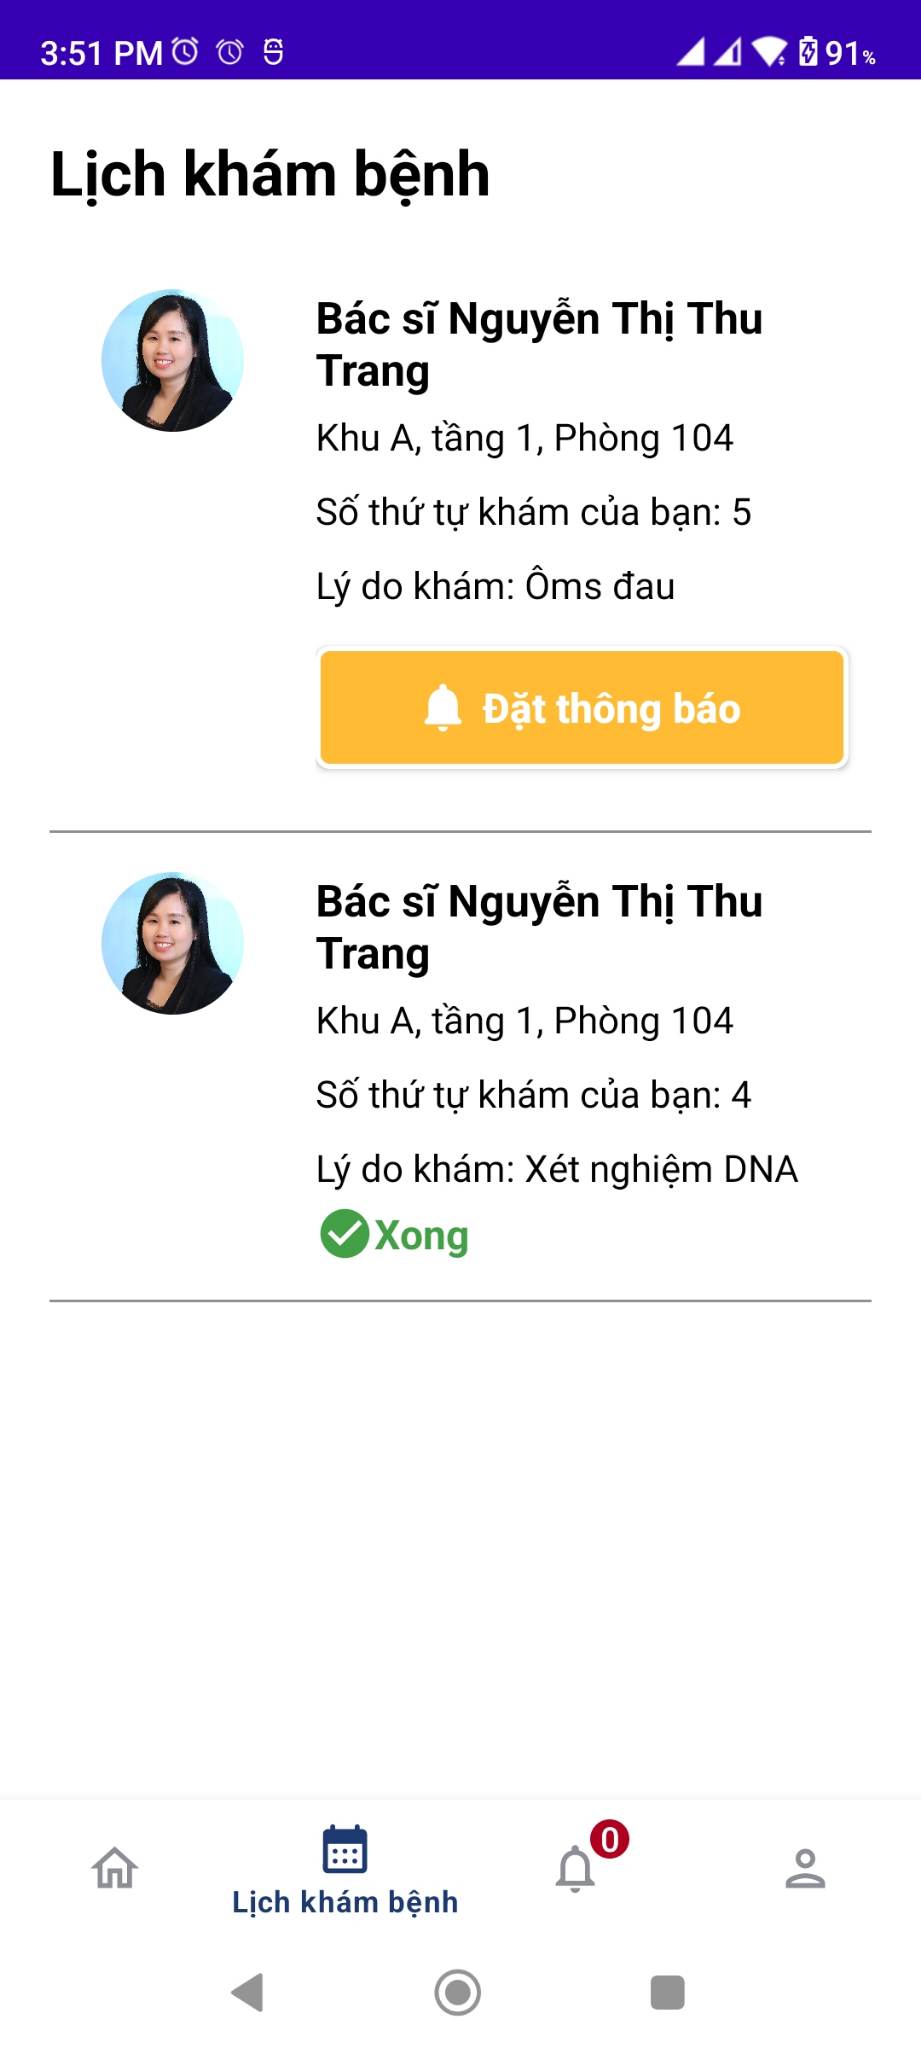 3:51 PM 91%
Lịch khám bệnh
Bác sĩ Nguyễn Thị Thu
Trang
Khu A, tầng 1, Phòng 104
Số thứ tự khám của bạn: 5
Lý do khám: Ôms đau
Đặt thông báo
Bác sĩ Nguyễn Thị Thu
Trang
Khu A, tầng 1, Phòng 104
Số thứ tự khám của bạn: 4
Lý do khám: Xét nghiệm DNA
Xong
0
Lịch khám bệnh